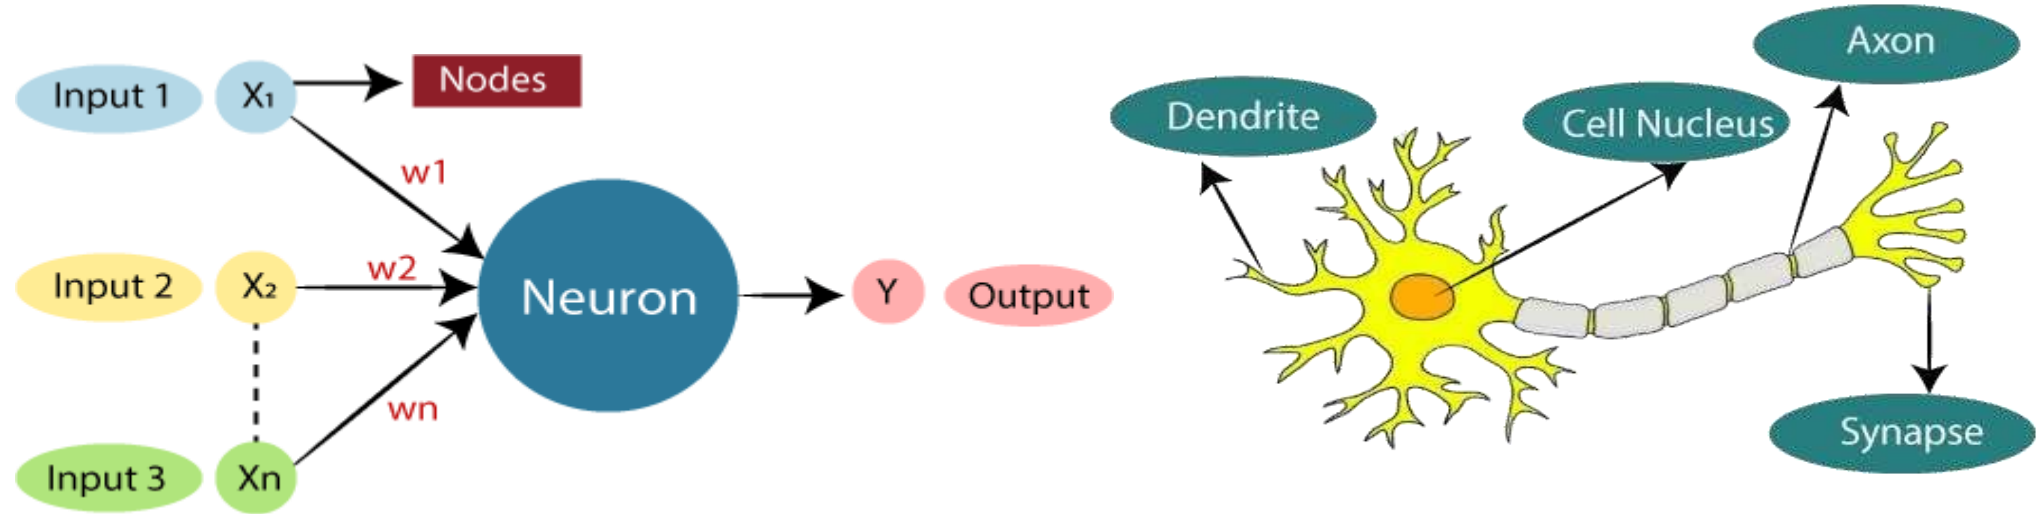 Input 1
X₁
Nodes
w1
Input 2
X₂
w2
Neuron
Y
Output
wn
Input 3
Xn
Dendrite
Cell Nucleus
Axon
Synapse